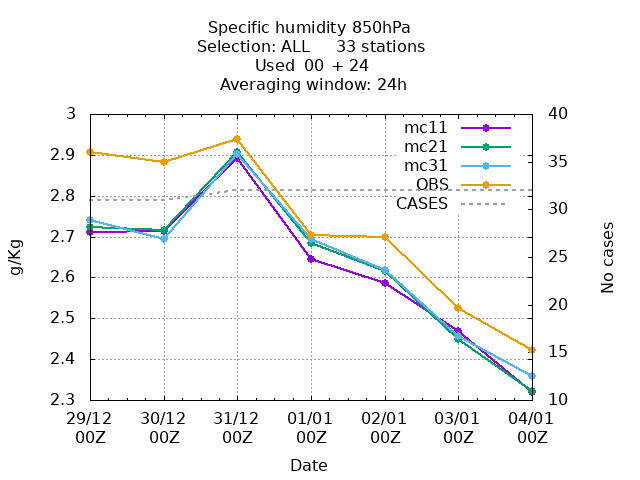 Specific humidity 850hPa
Selection: ALL 33 stations
Used 00 + 24
Averaging window: 24h
3
2.9
2.8
2.7
2.6
2.5
2.4
2.3
g/Kg
mc11
mc21
mc31
OBS
CASES
40
35
30
25
20
15
10
No cases
29/12 30/12 31/12 01/01 02/01 03/01 04/01
00Z 00Z 00Z 00Z 00Z 00Z 00Z
Date